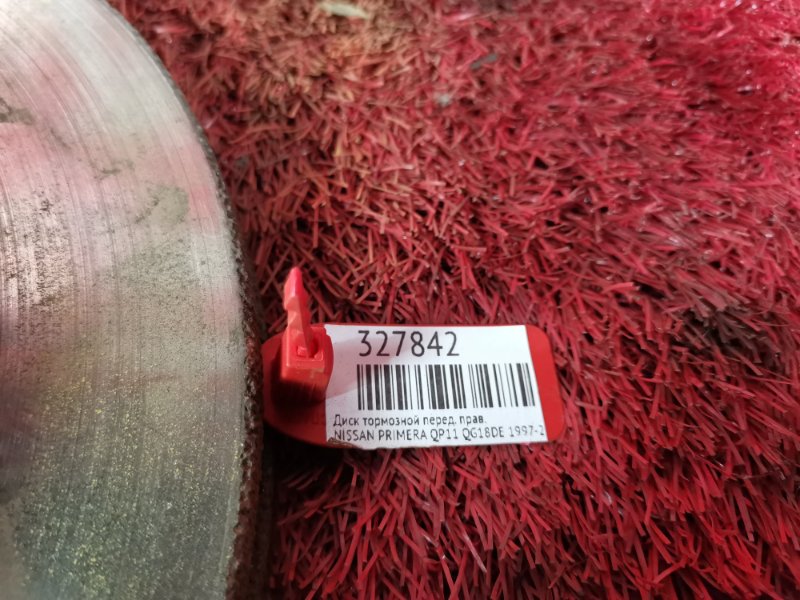 327842
Диск тормозной перед. прав.
NISSAN PRIMERA QP11 QG18DE 1997-2